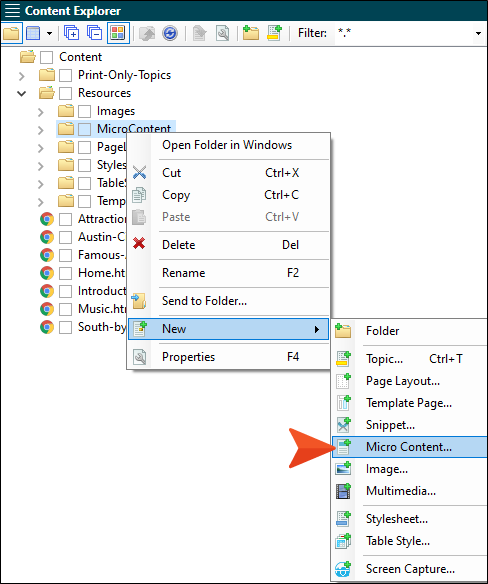 Content Explorer
Filter: *.*
Content
Print-Only-Topics
Resources
Images
MicroContent
PageL
Styles
TableS
Temp
Attraction
Austin-C
Famous-
Home.ht
Introduct
Music.htm
South-by
Open Folder in Windows
Cut Ctrl+X
Copy Ctrl+C
Paste Ctrl+V
Delete Del
Rename F2
Send to Folder...
New
Properties F4
Folder
Topic... Ctrl+T
Page Layout...
Template Page...
Snippet...
Micro Content...
Image...
Multimedia...
Stylesheet...
Table Style...
Screen Capture...